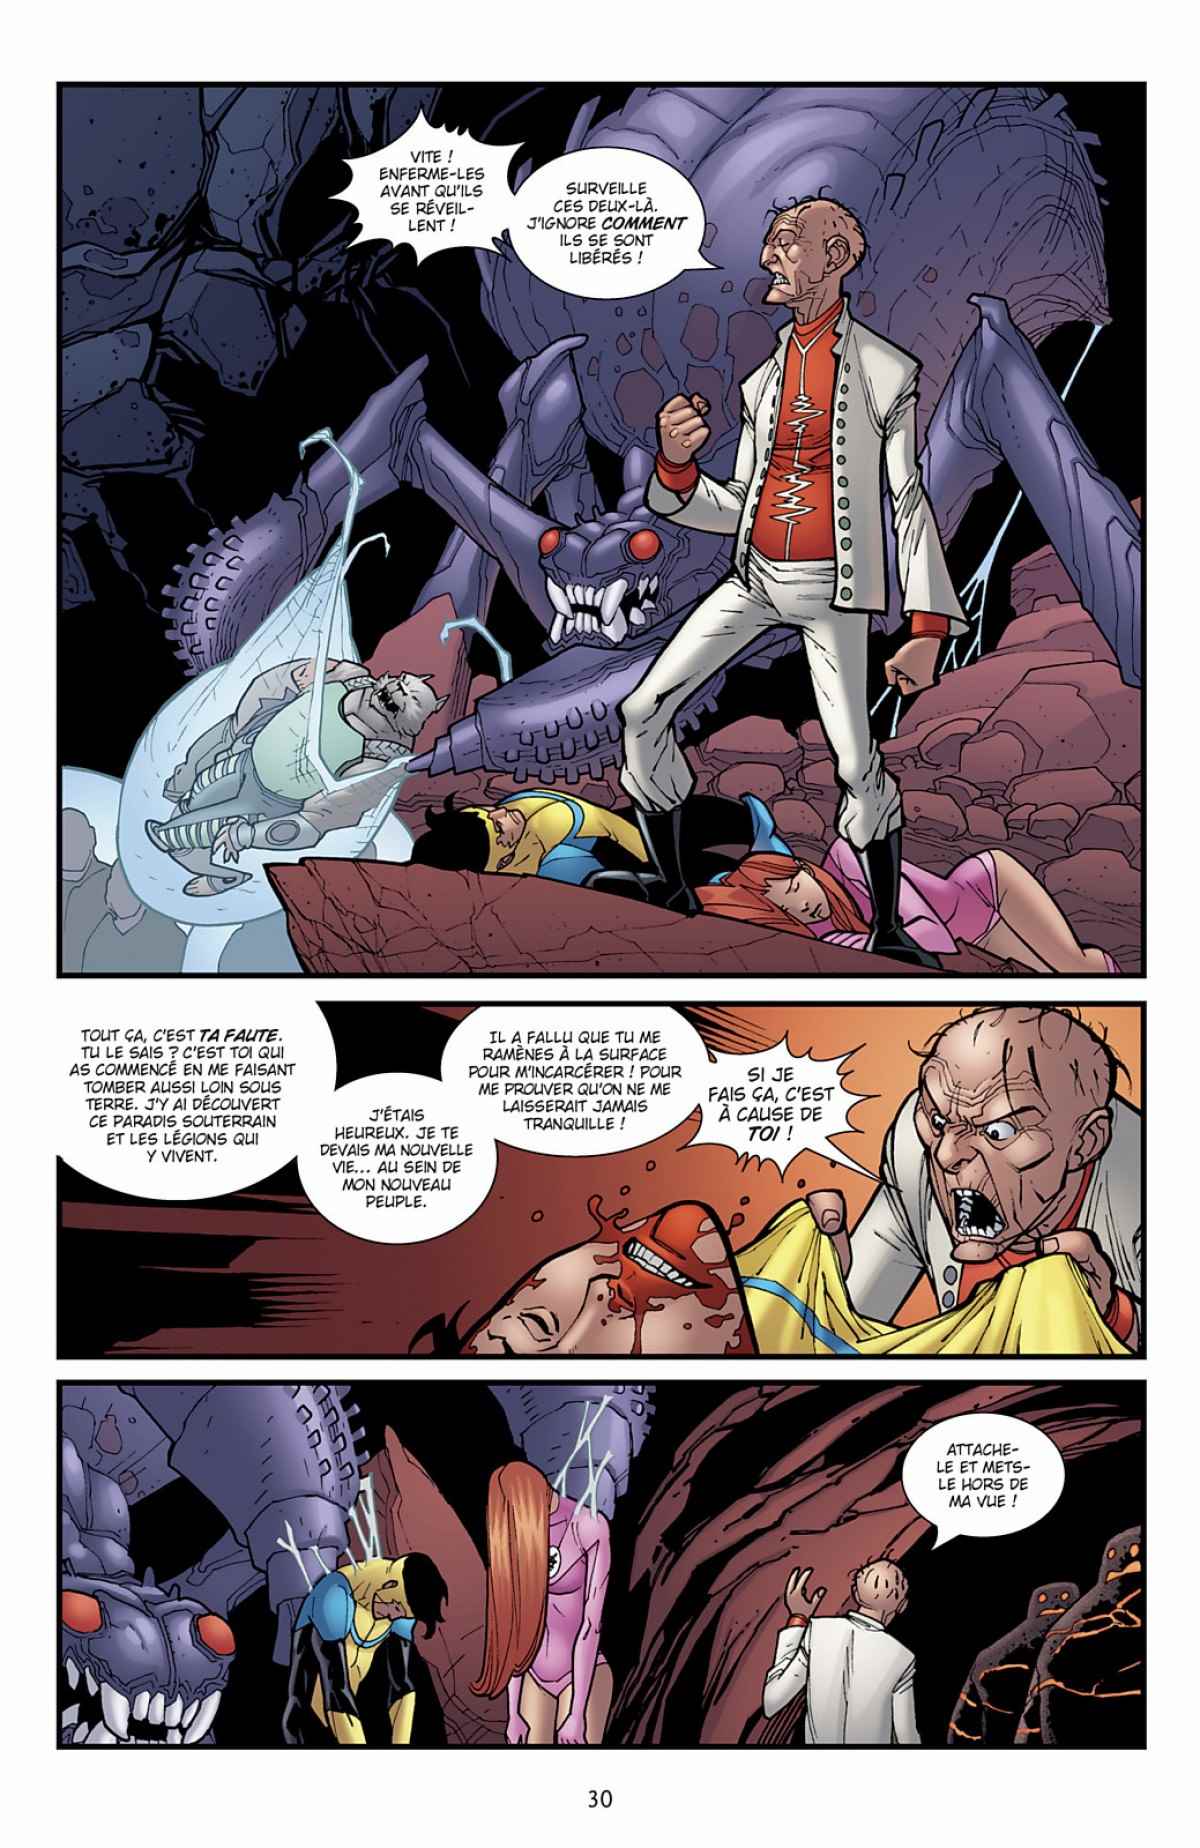 VITE !
ENFERME-LES
AVANT QU'ILS
SE RÉVEIL-
LENT !
SURVEILLE
CES DEUX-LÀ.
J'IGNORE COMMENT
ILS SE SONT
LIBÉRÉS !
TOUT ÇA, C'EST TA FAUTE.
TU LE SAIS ? C'EST TOI QUI
AS COMMENCÉ EN ME FAISANT
TOMBER AUSSI LOIN SOUS
TERRE. J'Y AI DÉCOUVERT
CE PARADIS SOUTERRAIN
ET LES LÉGIONS QUI
Y VIVENT.
J'ÉTAIS
HEUREUX. JE TE
DEVAIS MA NOUVELLE
VIE... AU SEIN DE
MON NOUVEAU
PEUPLE.
IL A FALLU QUE TU ME
RAMÈNES À LA SURFACE
POUR M'INCARCÉRER ! POUR
ME PROUVER QU'ON NE ME
LAISSERAIT JAMAIS
TRANQUILLE !
SI JE
FAIS ÇA, C'EST
À CAUSE DE
TOI !
ATTACHE-
LE ET METS-
LE HORS DE
MA VUE !
30